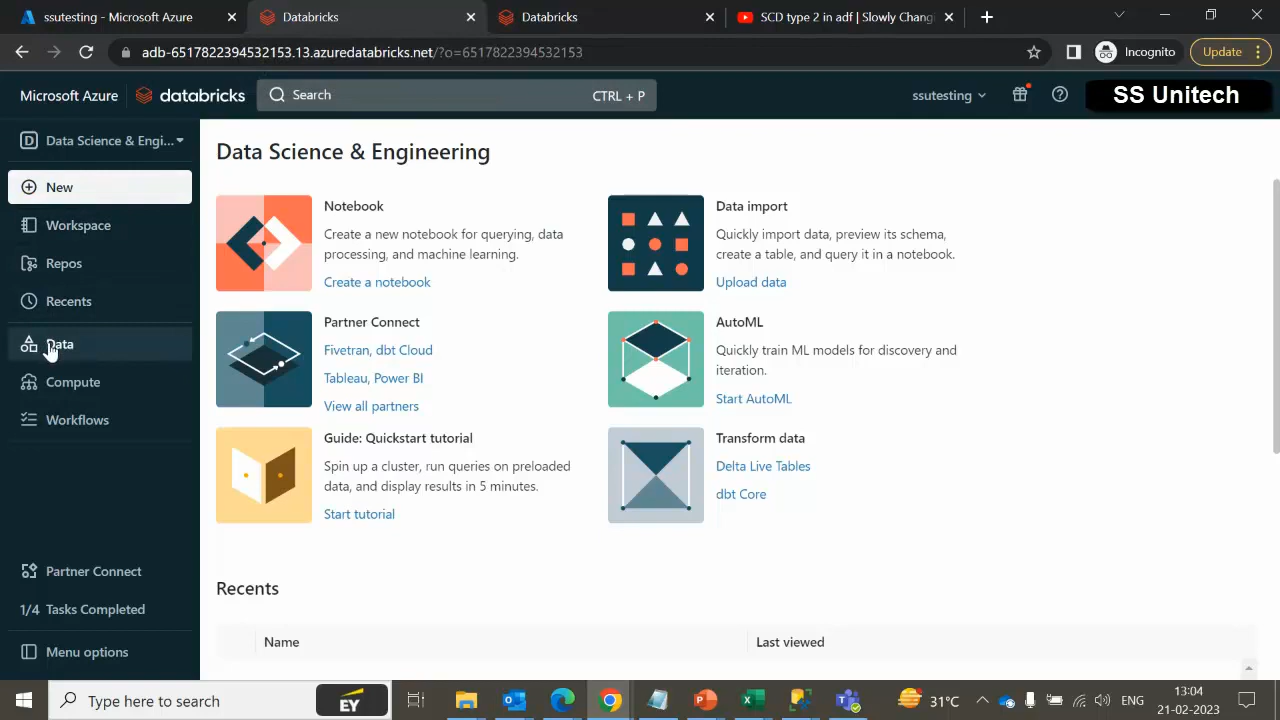 ssutesting - Microsoft Azure
Databricks
Databricks
SCD type 2 in adf | Slowly Chang
adb-6517822394532153.13.azuredatabricks.net/?o=6517822394532153
Incognito
Update
Microsoft Azure
databricks
Search
CTRL + P
ssutesting
SS Unitech
Data Science & Engi...
New
Workspace
Repos
Recents
Data
Compute
Workflows
Partner Connect
1/4 Tasks Completed
Menu options
Data Science & Engineering
Notebook
Create a new notebook for querying, data
processing, and machine learning.
Create a notebook
Data import
Quickly import data, preview its schema,
create a table, and query it in a notebook.
Upload data
Partner Connect
Fivetran, dbt Cloud
Tableau, Power BI
View all partners
AutoML
Quickly train ML models for discovery and
iteration.
Start AutoML
Guide: Quickstart tutorial
Spin up a cluster, run queries on preloaded
data, and display results in 5 minutes.
Start tutorial
Transform data
Delta Live Tables
dbt Core
Recents
Name
Last viewed
Type here to search
EY
31°C
ENG
13:04
21-02-2023